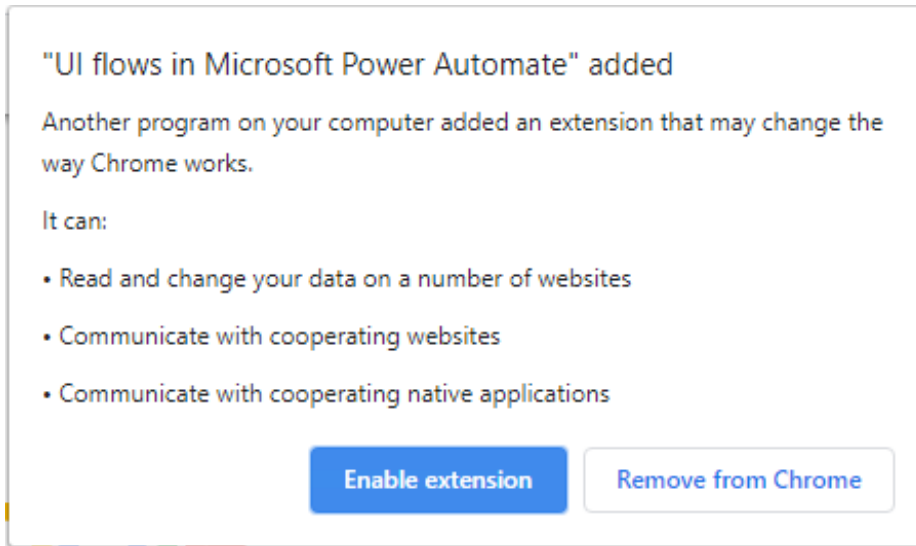 "UI flows in Microsoft Power Automate" added
Another program on your computer added an extension that may change the
way Chrome works.
It can:
• Read and change your data on a number of websites
• Communicate with cooperating websites
• Communicate with cooperating native applications
Enable extension
Remove from Chrome